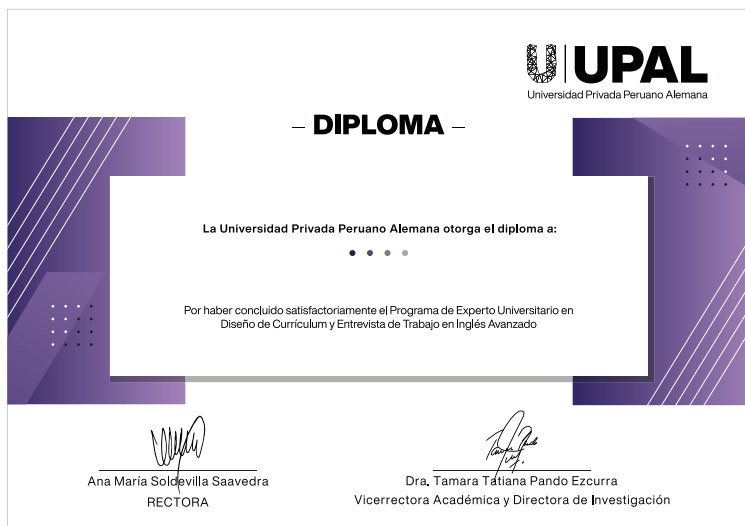 UPAL
Universidad Privada Peruano Alemana
– DIPLOMA –
La Universidad Privada Peruano Alemana otorga el diploma a:
Por haber concluido satisfactoriamente el Programa de Experto Universitario en
Diseño de Currículum y Entrevista de Trabajo en Inglés Avanzado
Ana María Soldevilla Saavedra
RECTORA
Dra. Tamara Tatiana Pando Ezcurra
Vicerrectora Académica y Directora de Investigación